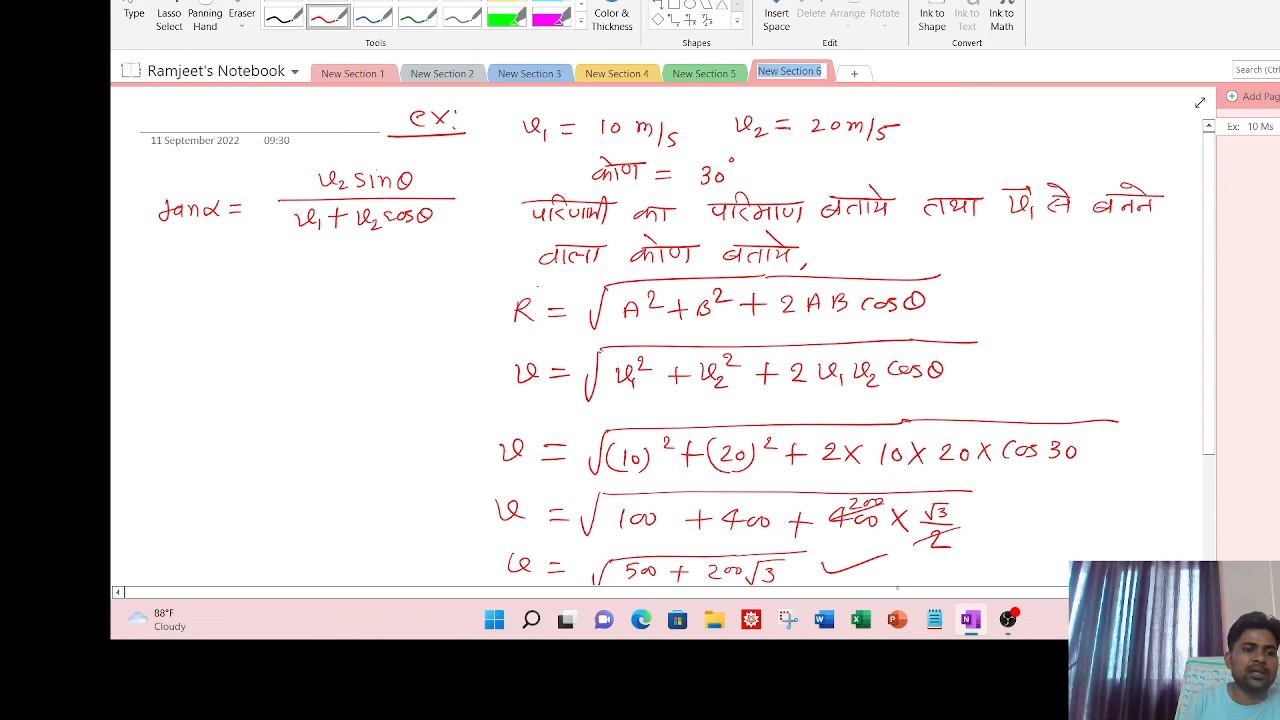 Type
Lasso Select
Panning Hand
Eraser
Color & Thickness
Insert Space
Delete
Arrange
Rotate
Ink to Shape
Ink to Text
Ink to Math
Tools
Shapes
Edit
Convert
Ramjeet's Notebook
New Section 1
New Section 2
New Section 3
New Section 4
New Section 5
New Section 6
+
Search (Ctrl
Add Pag
Ex: 10 Ms
11 September 2022 09:30
ex:
v₁ = 10 m/s v₂ = 20 m/s
कोण = 30°
tanα = v₂ sinθ / v₁ + v₂ cosθ
परिणामी का परिमाण बताये तथा v⃗₁ से बनने
वाला कोण बताये,
R = √A² + B² + 2 A B cosθ
v = √v₁² + v₂² + 2 v₁ v₂ cosθ
v = √(10)² + (20)² + 2 × 10 × 20 × cos 30
v = √100 + 400 + 400 200 × √3/2
v = √500 + 200√3 ✓
88°F
Cloudy